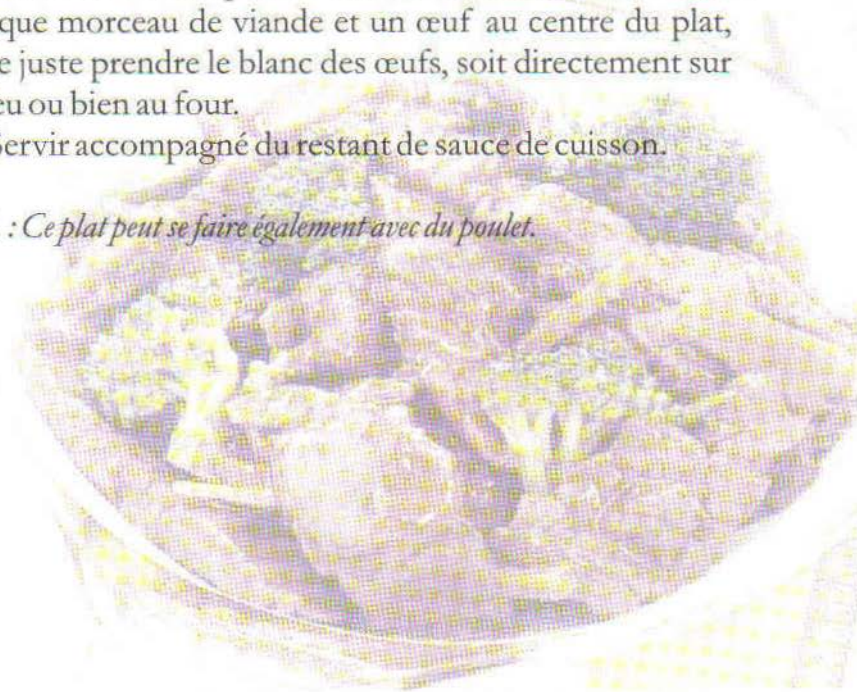 que morceau de viande et un œuf au centre du plat,
e juste prendre le blanc des œufs, soit directement sur
eu ou bien au four.
Servir accompagné du restant de sauce de cuisson.
: Ce plat peut se faire également avec du poulet.